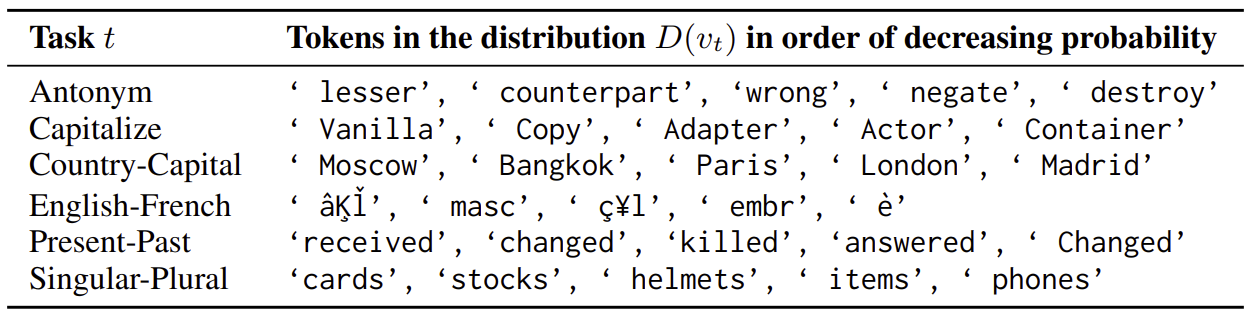 Task t Tokens in the distribution D(v_t) in order of decreasing probability
Antonym ‘ lesser’, ‘ counterpart’, ‘wrong’, ‘ negate’, ‘ destroy’
Capitalize ‘ Vanilla’, ‘ Copy’, ‘ Adapter’, ‘ Actor’, ‘ Container’
Country-Capital ‘ Moscow’, ‘ Bangkok’, ‘ Paris’, ‘ London’, ‘ Madrid’
English-French ‘ âĶĮ’, ‘ masc’, ‘ ç¥l’, ‘ embr’, ‘ è’
Present-Past ‘received’, ‘changed’, ‘killed’, ‘answered’, ‘ Changed’
Singular-Plural ‘cards’, ‘stocks’, ‘ helmets’, ‘ items’, ‘ phones’